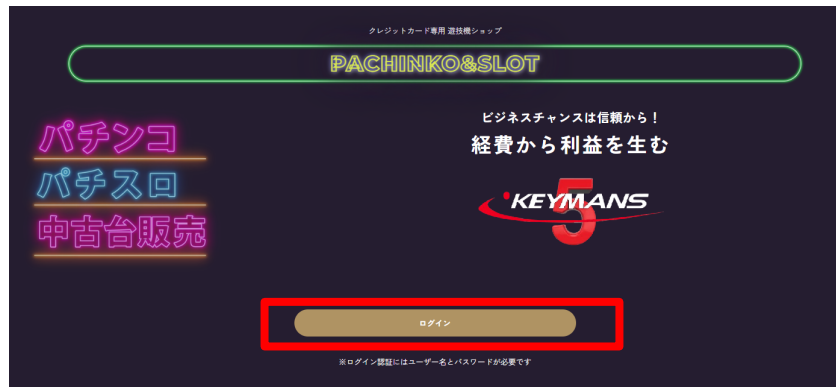 クレジットカード専用 遊技機ショップ
PACHINKO&SLOT
パチンコ
パチスロ
中古台販売
ビジネスチャンスは信頼から！
経費から利益を生む
5
KEYMANS
ログイン
※ログイン認証にはユーザー名とパスワードが必要です